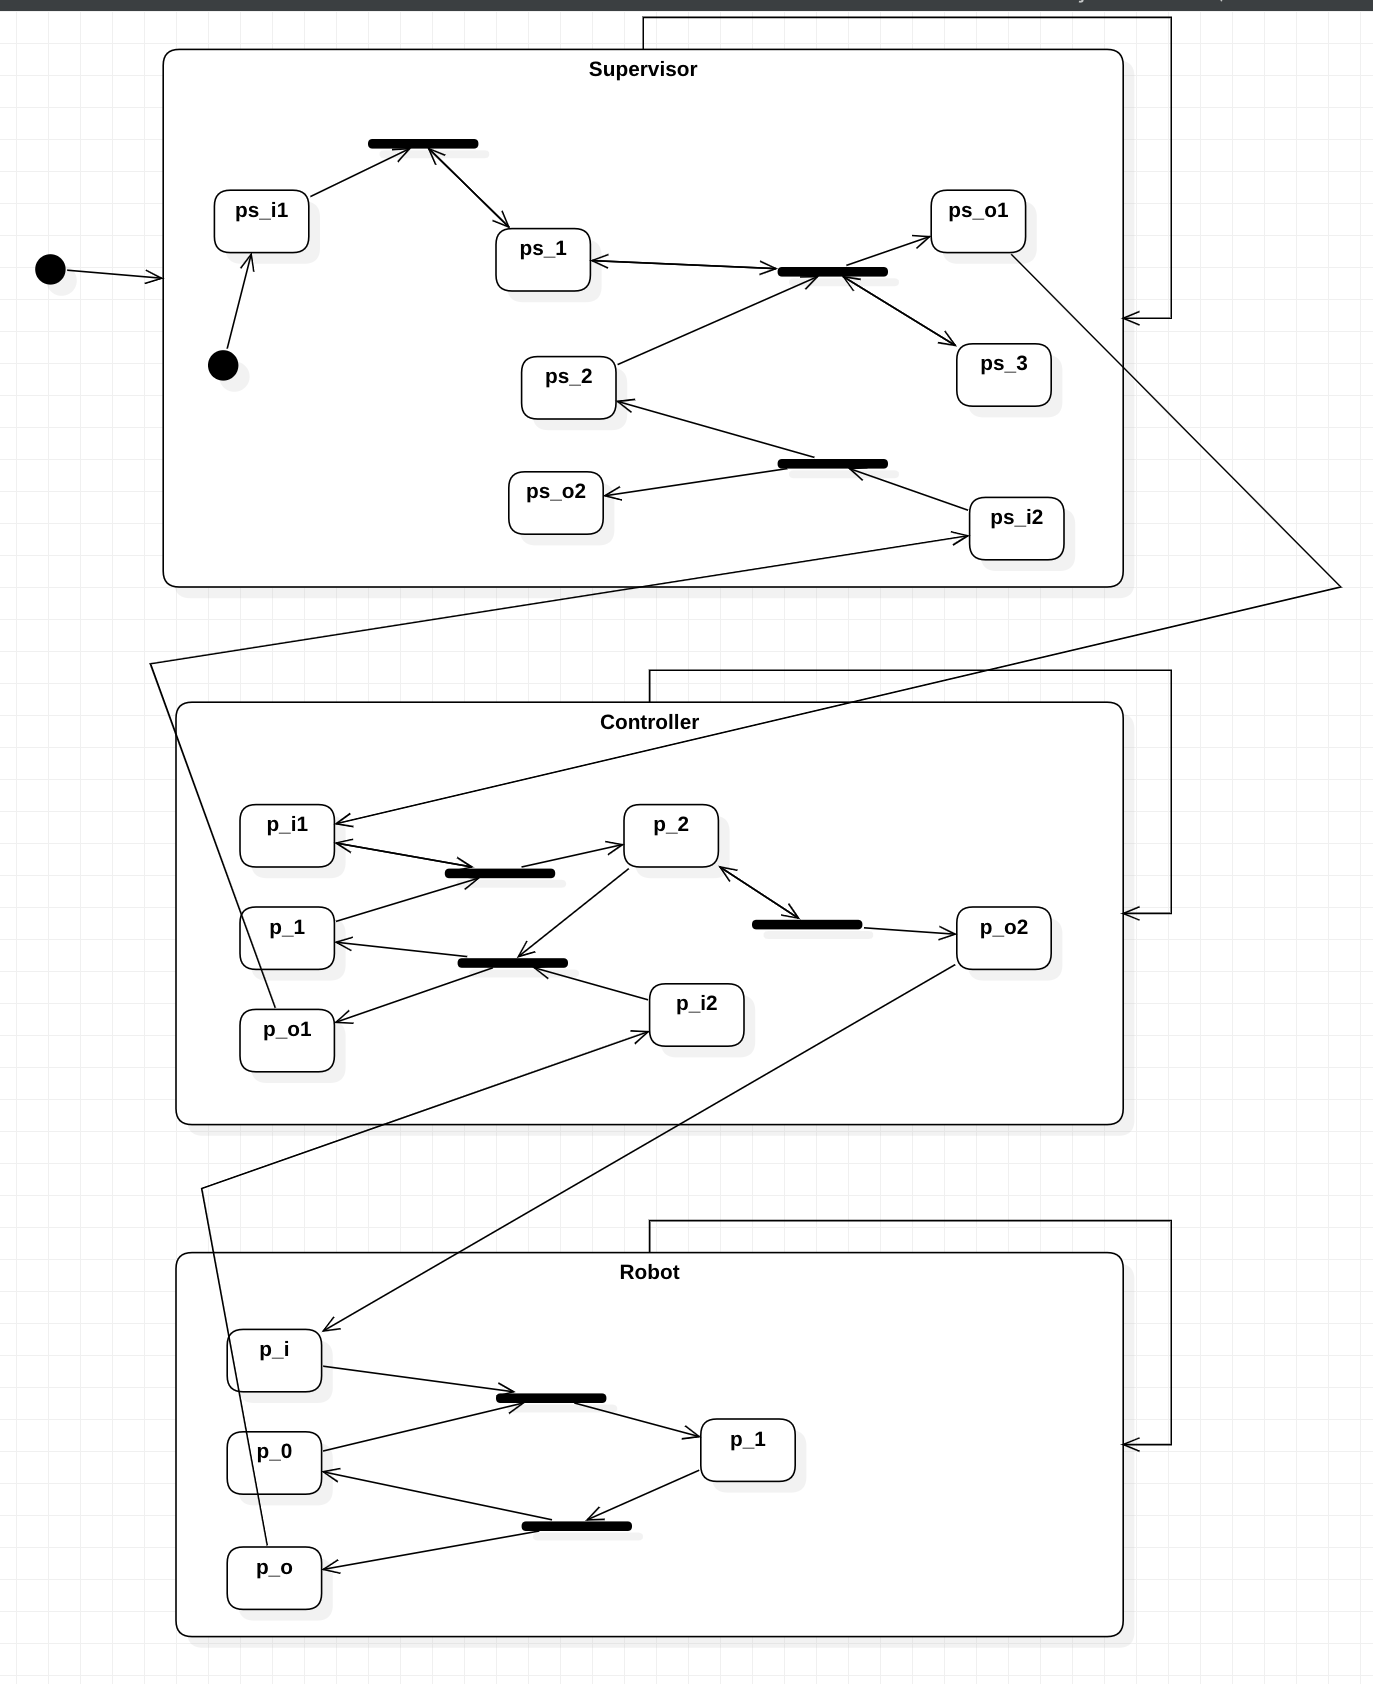 Supervisor
ps_i1
ps_1
ps_o1
ps_2
ps_3
ps_o2
ps_i2
Controller
p_i1
p_2
p_1
p_o2
p_o1
p_i2
Robot
p_i
p_0
p_1
p_o